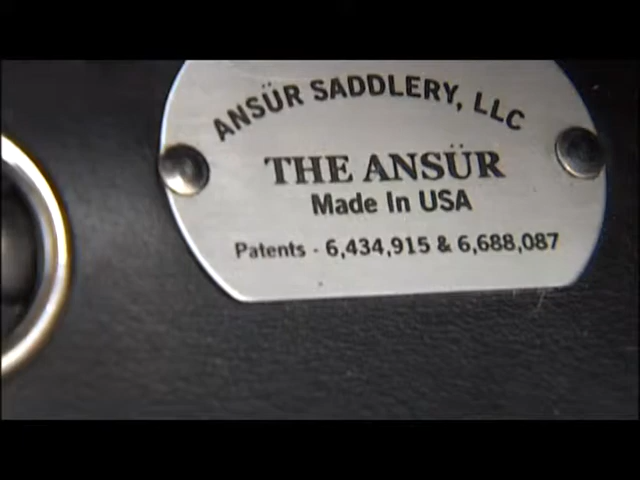 ANSÜR SADDLERY, LLC
THE ANSÜR
Made In USA
Patents - 6,434,915 & 6,688,087